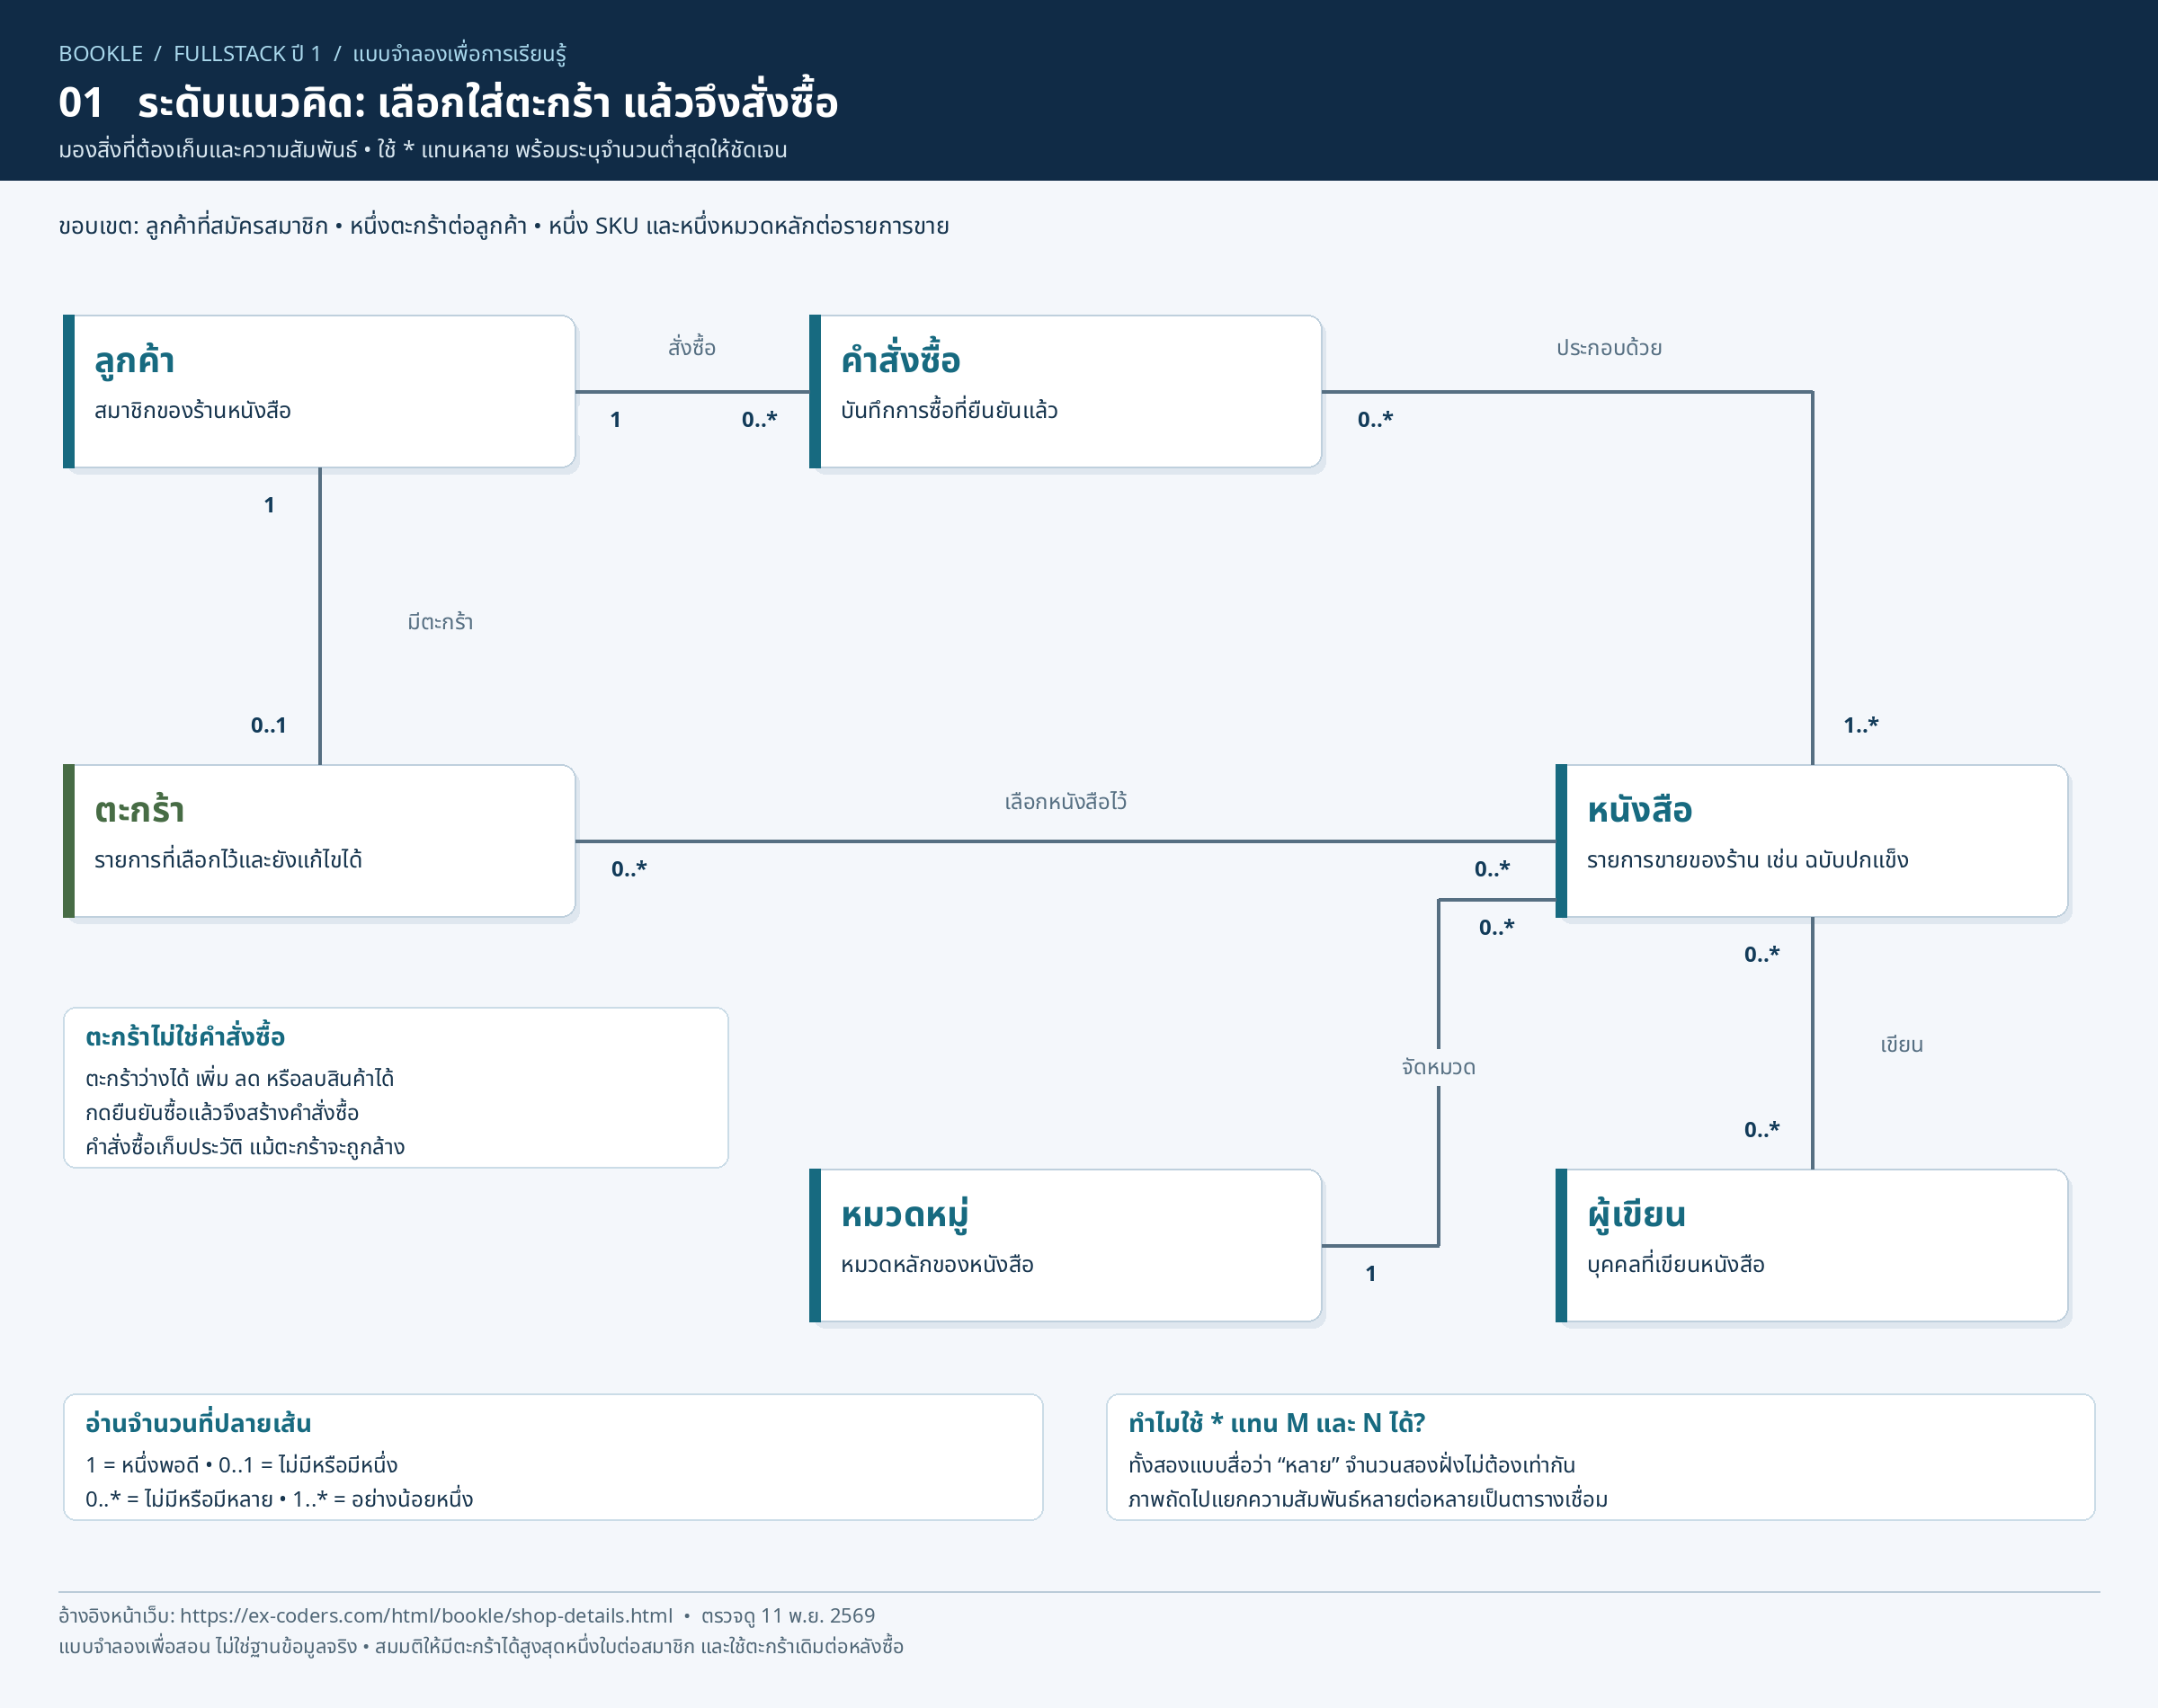 BOOKLE / FULLSTACK ปี 1 / แบบจำลองเพื่อการเรียนรู้
01 ระดับแนวคิด: เลือกใส่ตะกร้า แล้วจึงสั่งซื้อ
มองสิ่งที่ต้องเก็บและความสัมพันธ์ • ใช้ * แทนหลาย พร้อมระบุจำนวนต่ำสุดให้ชัดเจน
ขอบเขต: ลูกค้าที่สมัครสมาชิก • หนึ่งตะกร้าต่อลูกค้า • หนึ่ง SKU และหนึ่งหมวดหลักต่อรายการขาย
ลูกค้า
สมาชิกของร้านหนังสือ
สั่งซื้อ
1
0..*
คำสั่งซื้อ
บันทึกการซื้อที่ยืนยันแล้ว
ประกอบด้วย
0..*
1
มีตะกร้า
0..1
1..*
ตะกร้า
รายการที่เลือกไว้และยังแก้ไขได้
เลือกหนังสือไว้
0..*
0..*
หนังสือ
รายการขายของร้าน เช่น ฉบับปกแข็ง
0..*
0..*
จัดหมวด
เขียน
0..*
ตะกร้าไม่ใช่คำสั่งซื้อ
ตะกร้าว่างได้ เพิ่ม ลด หรือลบสินค้าได้
กดยืนยันซื้อแล้วจึงสร้างคำสั่งซื้อ
คำสั่งซื้อเก็บประวัติ แม้ตะกร้าจะถูกล้าง
หมวดหมู่
หมวดหลักของหนังสือ
1
ผู้เขียน
บุคคลที่เขียนหนังสือ
อ่านจำนวนที่ปลายเส้น
1 = หนึ่งพอดี • 0..1 = ไม่มีหรือมีหนึ่ง
0..* = ไม่มีหรือมีหลาย • 1..* = อย่างน้อยหนึ่ง
ทำไมใช้ * แทน M และ N ได้?
ทั้งสองแบบสื่อว่า “หลาย” จำนวนสองฝั่งไม่ต้องเท่ากัน
ภาพถัดไปแยกความสัมพันธ์หลายต่อหลายเป็นตารางเชื่อม
อ้างอิงหน้าเว็บ: https://ex-coders.com/html/bookle/shop-details.html • ตรวจดู 11 พ.ย. 2569
แบบจำลองเพื่อสอน ไม่ใช่ฐานข้อมูลจริง • สมมติให้มีตะกร้าได้สูงสุดหนึ่งใบต่อสมาชิก และใช้ตะกร้าเดิมต่อหลังซื้อ